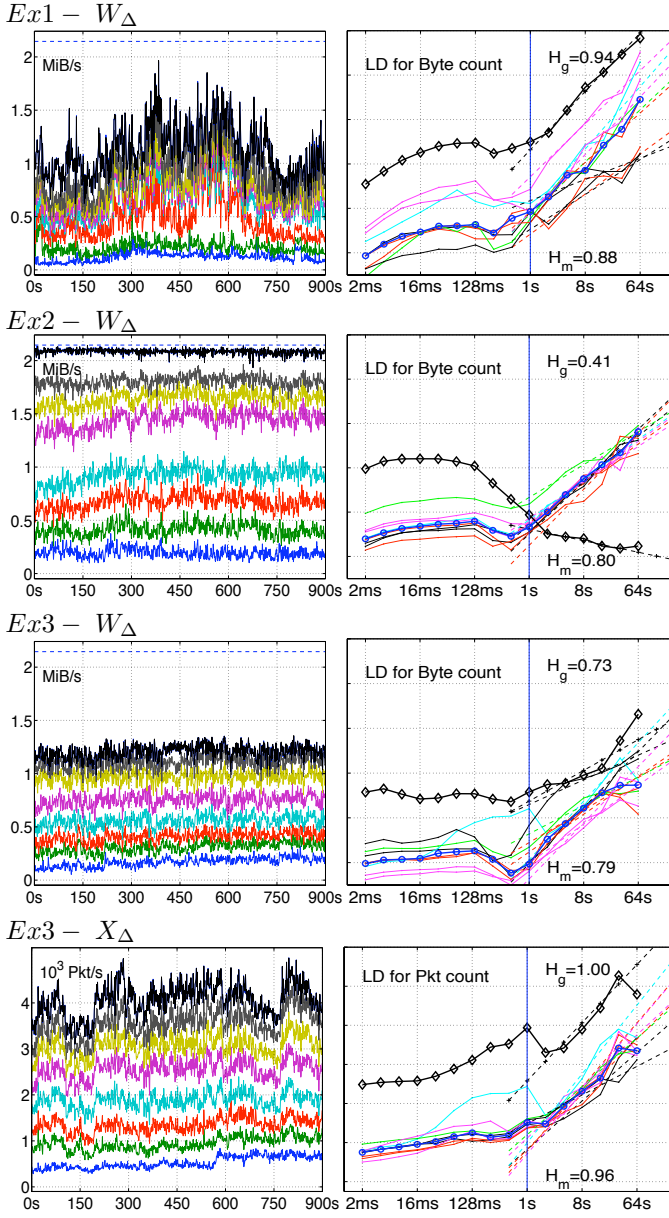 Ex1 − W_Δ
2
1.5
1
0.5
0
MiB/s
0s 150 300 450 600 750 900s
LD for Byte count
H_g=0.94
H_m=0.88
2ms 16ms 128ms 1s 8s 64s
Ex2 − W_Δ
2
1.5
1
0.5
0
MiB/s
0s 150 300 450 600 750 900s
LD for Byte count
H_g=0.41
H_m=0.80
2ms 16ms 128ms 1s 8s 64s
Ex3 − W_Δ
2
1.5
1
0.5
0
MiB/s
0s 150 300 450 600 750 900s
LD for Byte count
H_g=0.73
H_m=0.79
2ms 16ms 128ms 1s 8s 64s
Ex3 − X_Δ
4
3
2
1
0
10³ Pkt/s
0s 150 300 450 600 750 900s
LD for Pkt count
H_g=1.00
H_m=0.96
2ms 16ms 128ms 1s 8s 64s